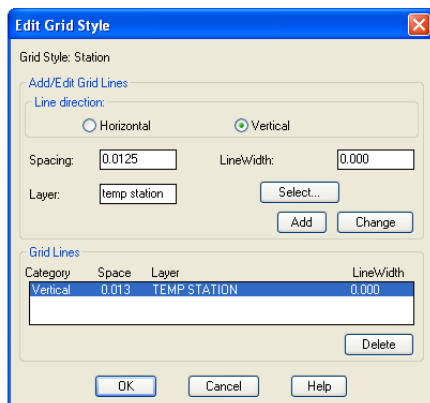 Edit Grid Style
Grid Style: Station
Add/Edit Grid Lines
Line direction:
Horizontal Vertical
Spacing: 0.0125 LineWidth: 0.000
Layer: temp station Select...
Add Change
Grid Lines
Category Space Layer LineWidth
Vertical 0.013 TEMP STATION 0.000
Delete
OK Cancel Help